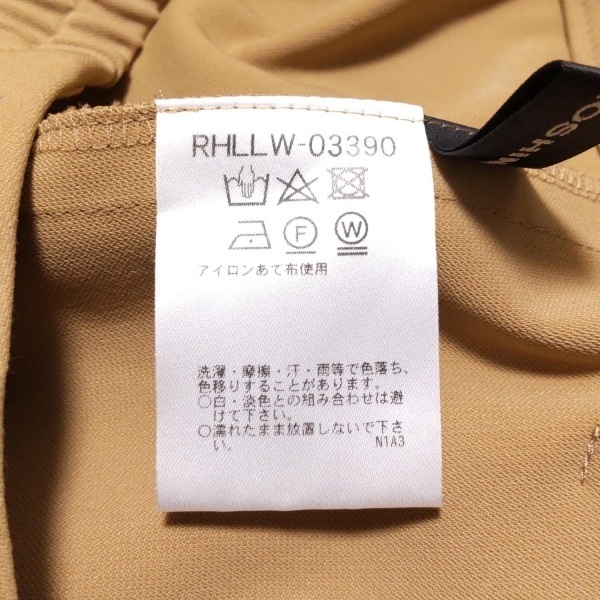 RHLLW-03390
F W
アイロンあて布使用
洗濯・摩擦・汗・雨等で色落ち、
色移りすることがあります。
○白・淡色との組み合わせは避
けて下さい。
○濡れたまま放置しないで下さ
い。 N1A3
OSHIN